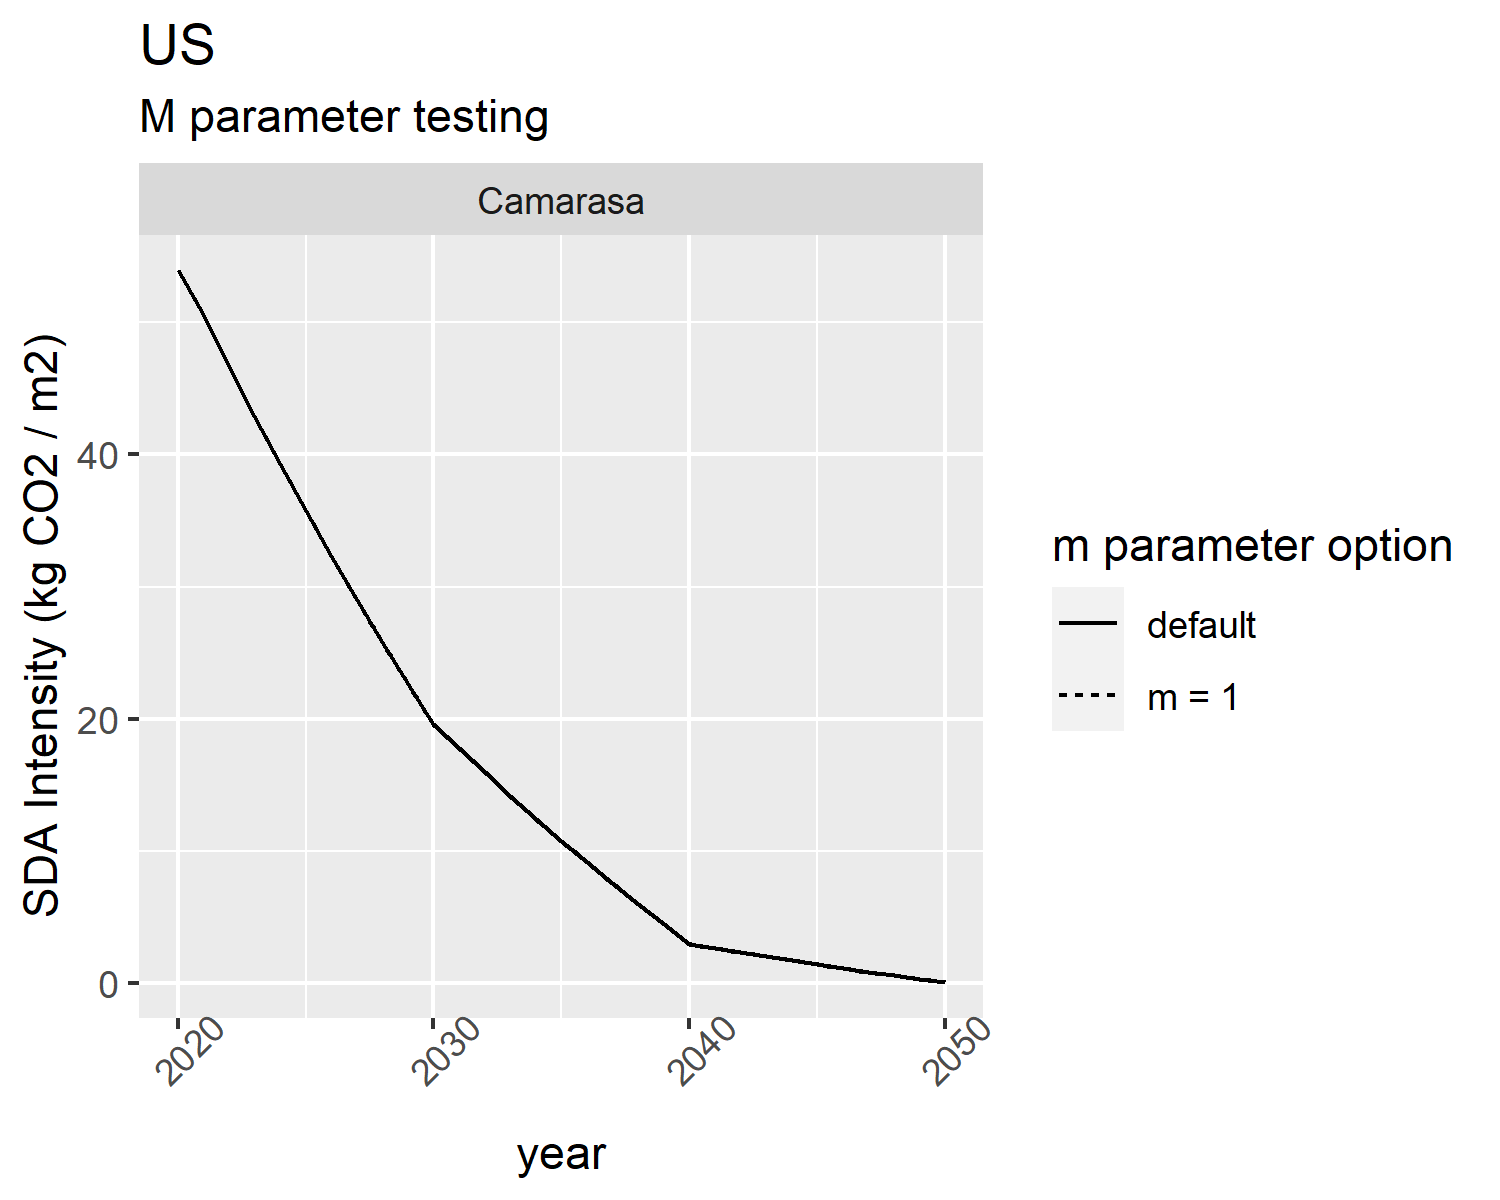 US
M parameter testing
Camarasa
SDA Intensity (kg CO2 / m2)
40
20
0
2020
2030
2040
2050
year
m parameter option
default
m = 1